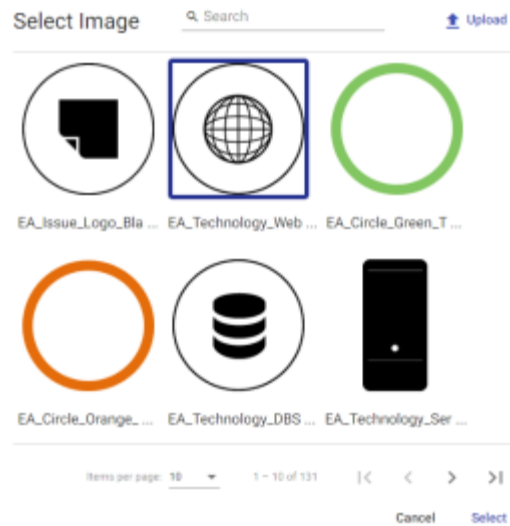 Select Image
Search
Upload
EA_Issue_Logo_Bla ...
EA_Technology_Web ...
EA_Circle_Green_T ...
EA_Circle_Orange_ ...
EA_Technology_DBS ...
EA_Technology_Ser ...
Items per page: 10
1 – 10 of 131
Cancel
Select